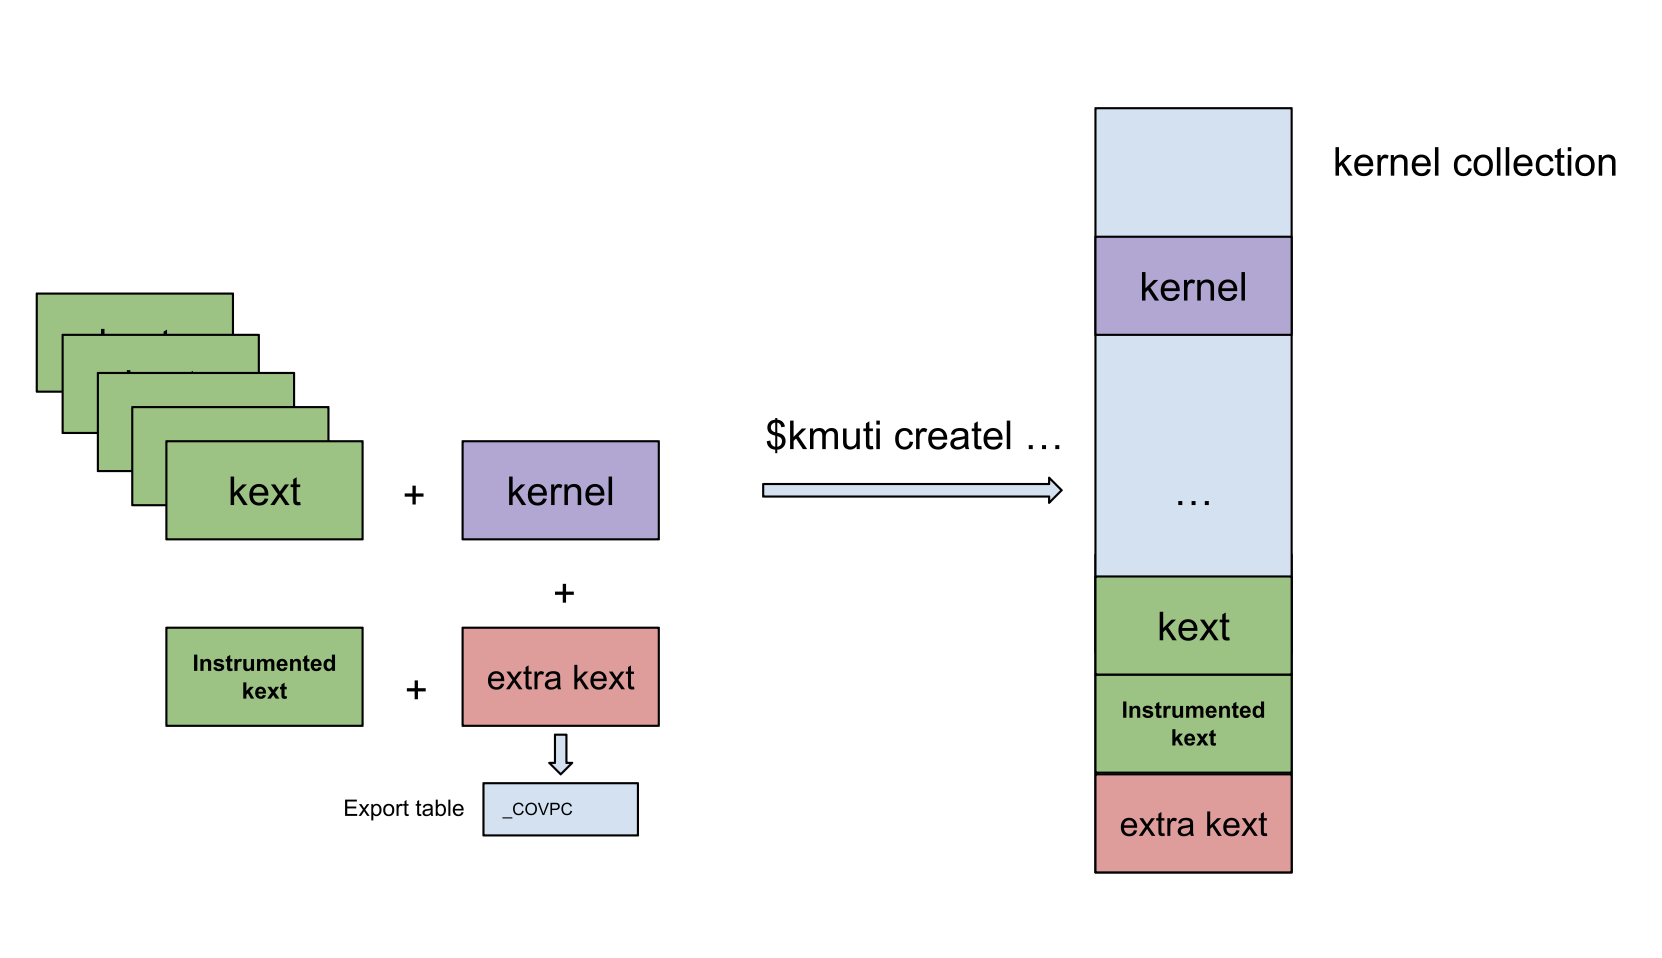 kernel collection
kernel
$kmuti createl …
kext
+
kernel
…
+
kext
Instrumented
kext
+
extra kext
Instrumented
kext
Export table
_COVPC
extra kext